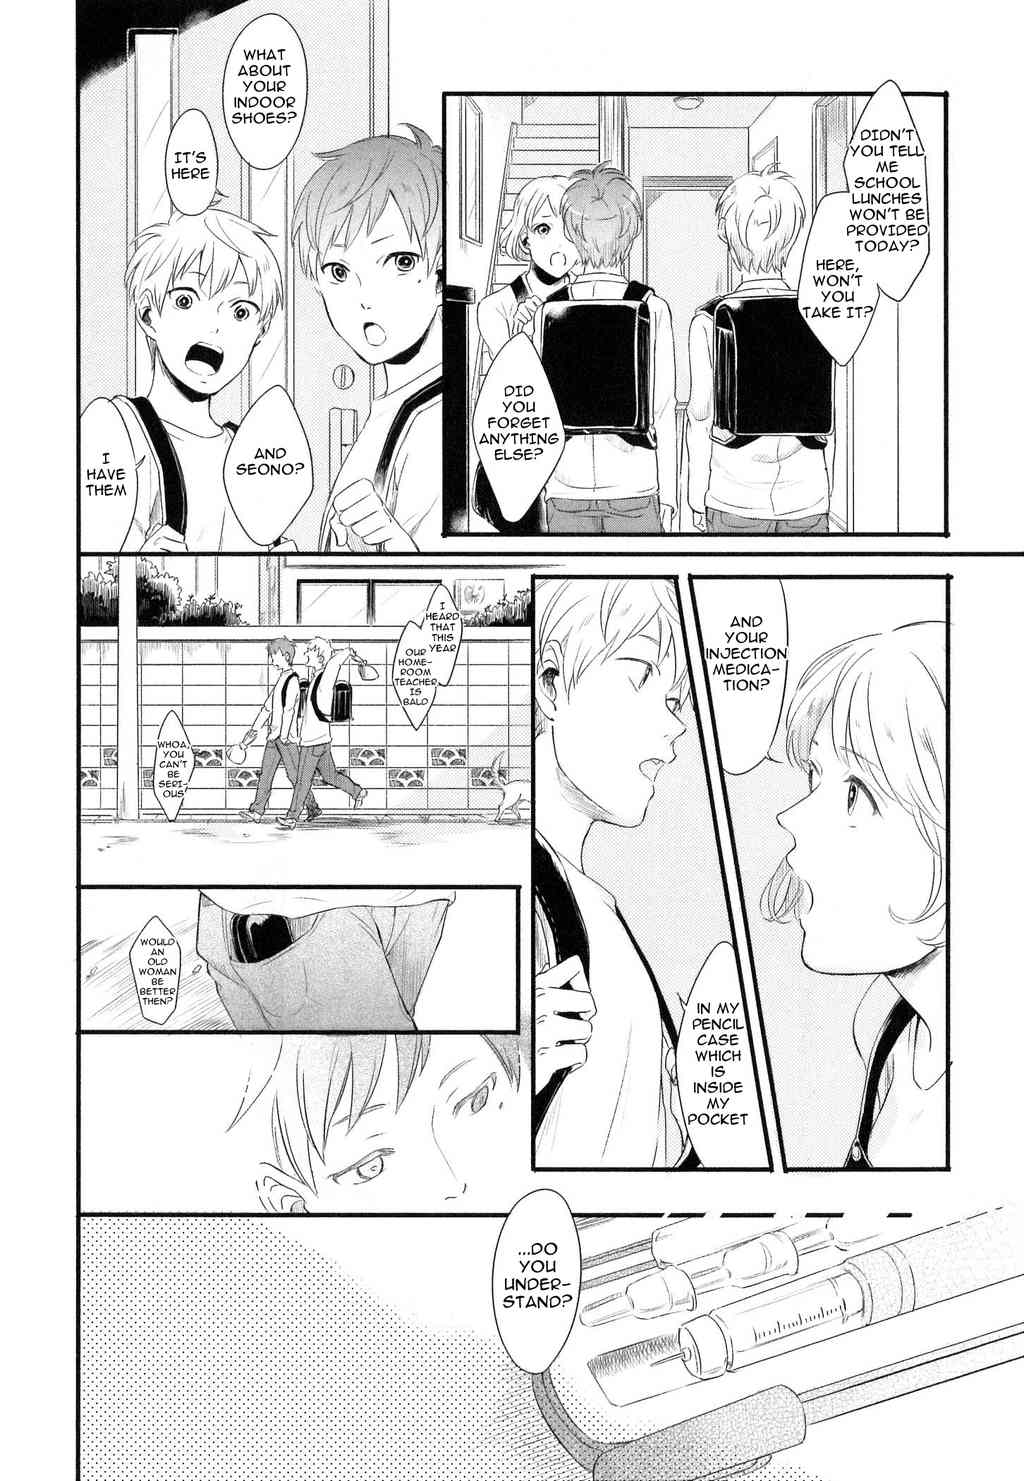 DIDN'T
YOU TELL
ME
SCHOOL
LUNCHES
WON'T BE
PROVIDED
TODAY?
HERE,
WON'T
YOU
TAKE IT?
DID
YOU
FORGET
ANYTHING
ELSE?
WHAT
ABOUT
YOUR
INDOOR
SHOES?
IT'S
HERE
AND
SEONO?
I
HAVE
THEM
AND
YOUR
INJECTION
MEDICA-
TION?
IN MY
PENCIL
CASE
WHICH
IS
INSIDE
MY
POCKET
I
HEARD
THAT
THIS
YEAR
OUR
HOME-
ROOM
TEACHER
IS
BALD
WHOA,
YOU
CAN'T
BE
SERI-
OUS
WOULD
AN
OLD
WOMAN
BE
BETTER
THEN?
...DO
YOU
UNDER-
STAND?